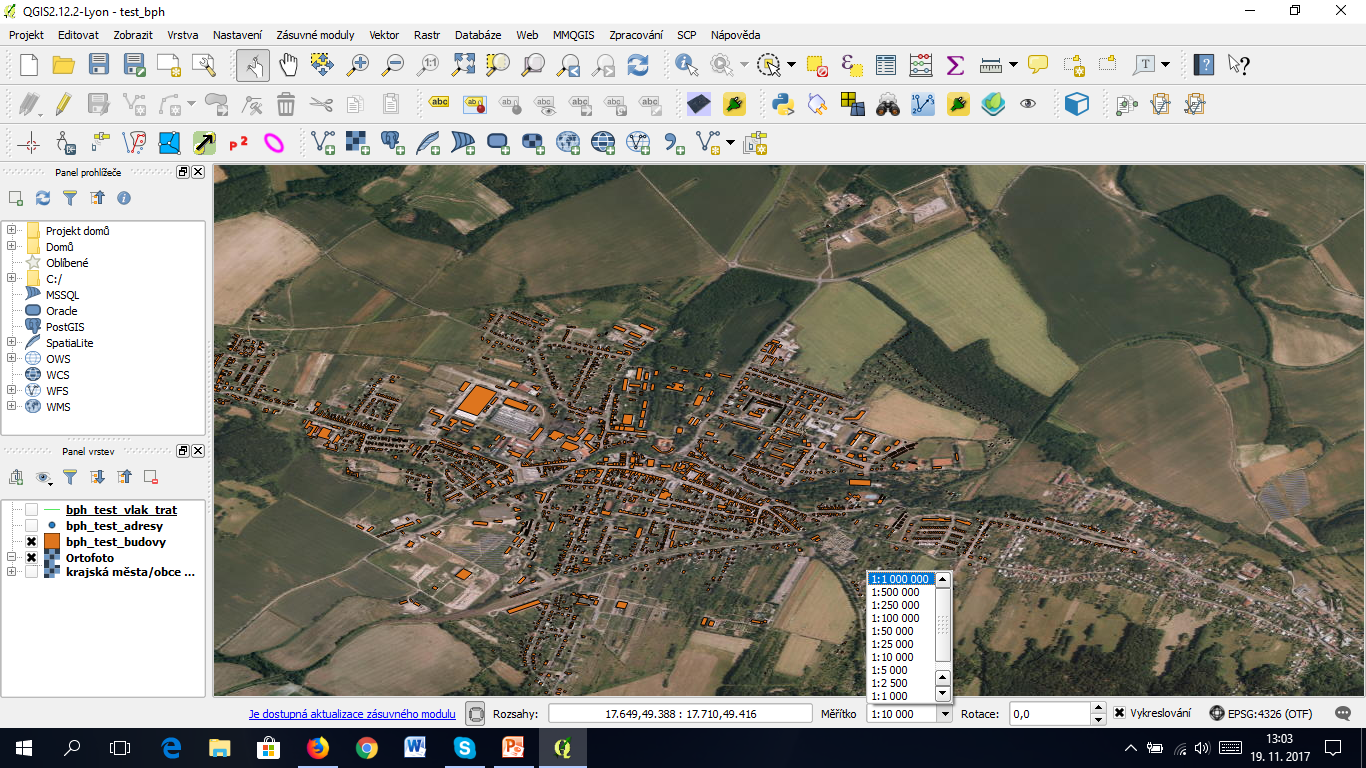 QGIS2.12.2-Lyon - test_bph
Projekt Editovat Zobrazit Vrstva Nastavení Zásuvné moduly Vektor Rastr Databáze Web MMQGIS Zpracování SCP Nápověda
Panel prohlížeče
Projekt domů
Domů
Oblíbené
C:/
MSSQL
Oracle
PostGIS
SpatiaLite
OWS
WCS
WFS
WMS
Panel vrstev
bph_test_vlak_trat
bph_test_adresy
bph_test_budovy
Ortofoto
krajská města/obce ...
1:1 000 000
1:500 000
1:250 000
1:100 000
1:50 000
1:25 000
1:10 000
1:5 000
1:2 500
1:1 000
Je dostupná aktualizace zásuvného modulu Rozsahy: 17.649,49.388 : 17.710,49.416 Měřítko 1:10 000 Rotace: 0,0 Vykreslování EPSG:4326 (OTF)
13:03
19. 11. 2017